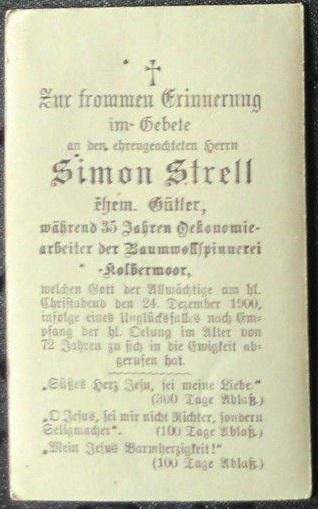 Zur frommen Erinnerung
im Gebete
an den ehrengeachteten Herrn
Simon Strell
ehem. Gütler,
während 35 Jahren Oekonomie-
arbeiter der Baumwollspinnerei
Kolbermoor,
welchen Gott der Allmächtige am hl.
Christabend den 24. Dezember 1900,
infolge eines Unglücksfalles nach Em-
pfang der hl. Oelung im Alter von
72 Jahren zu sich in die Ewigkeit ab-
gerufen hat.
„Süßes Herz Jesu, sei meine Liebe."
(300 Tage Ablaß.)
„O Jesus, sei mir nicht Richter, sondern
Seligmacher". (100 Tage Ablaß.)
„Mein Jesus Barmherzigkeit!"
(100 Tage Ablaß.)